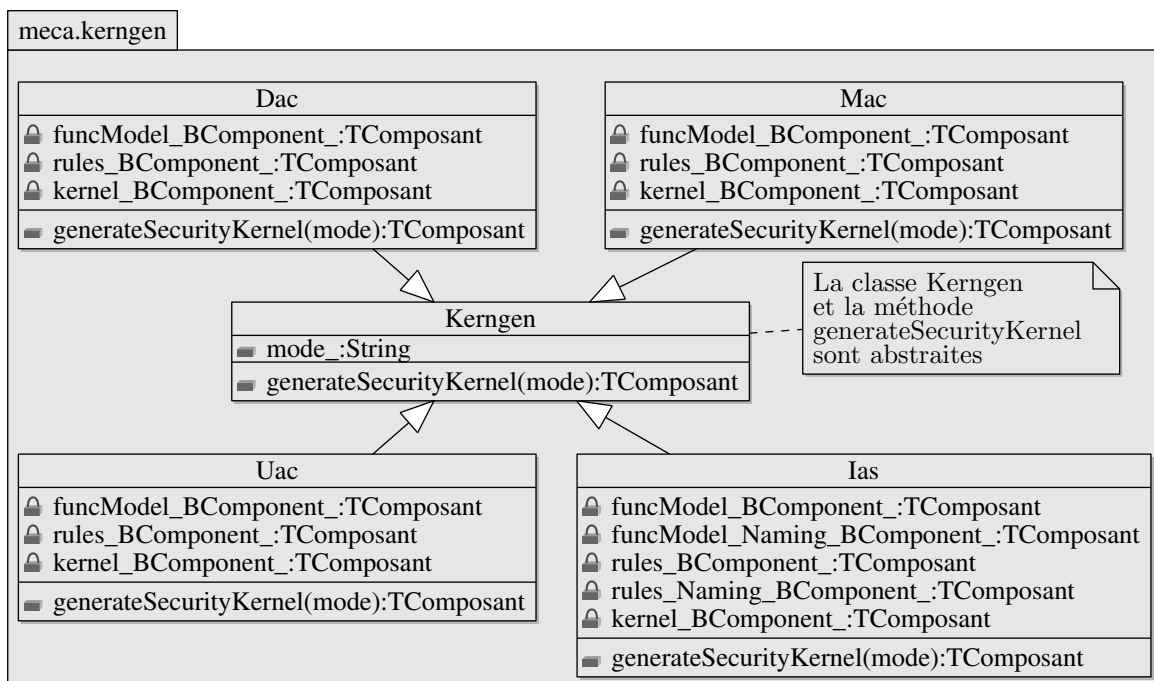 meca.kerngen
Dac
funcModel_BComponent_:TComposant
rules_BComponent_:TComposant
kernel_BComponent_:TComposant
generateSecurityKernel(mode):TComposant
Mac
funcModel_BComponent_:TComposant
rules_BComponent_:TComposant
kernel_BComponent_:TComposant
generateSecurityKernel(mode):TComposant
La classe Kerngen
et la méthode
generateSecurityKernel
sont abstraites
Kerngen
mode_:String
generateSecurityKernel(mode):TComposant
Uac
funcModel_BComponent_:TComposant
rules_BComponent_:TComposant
kernel_BComponent_:TComposant
generateSecurityKernel(mode):TComposant
Ias
funcModel_BComponent_:TComposant
funcModel_Naming_BComponent_:TComposant
rules_BComponent_:TComposant
rules_Naming_BComponent_:TComposant
kernel_BComponent_:TComposant
generateSecurityKernel(mode):TComposant